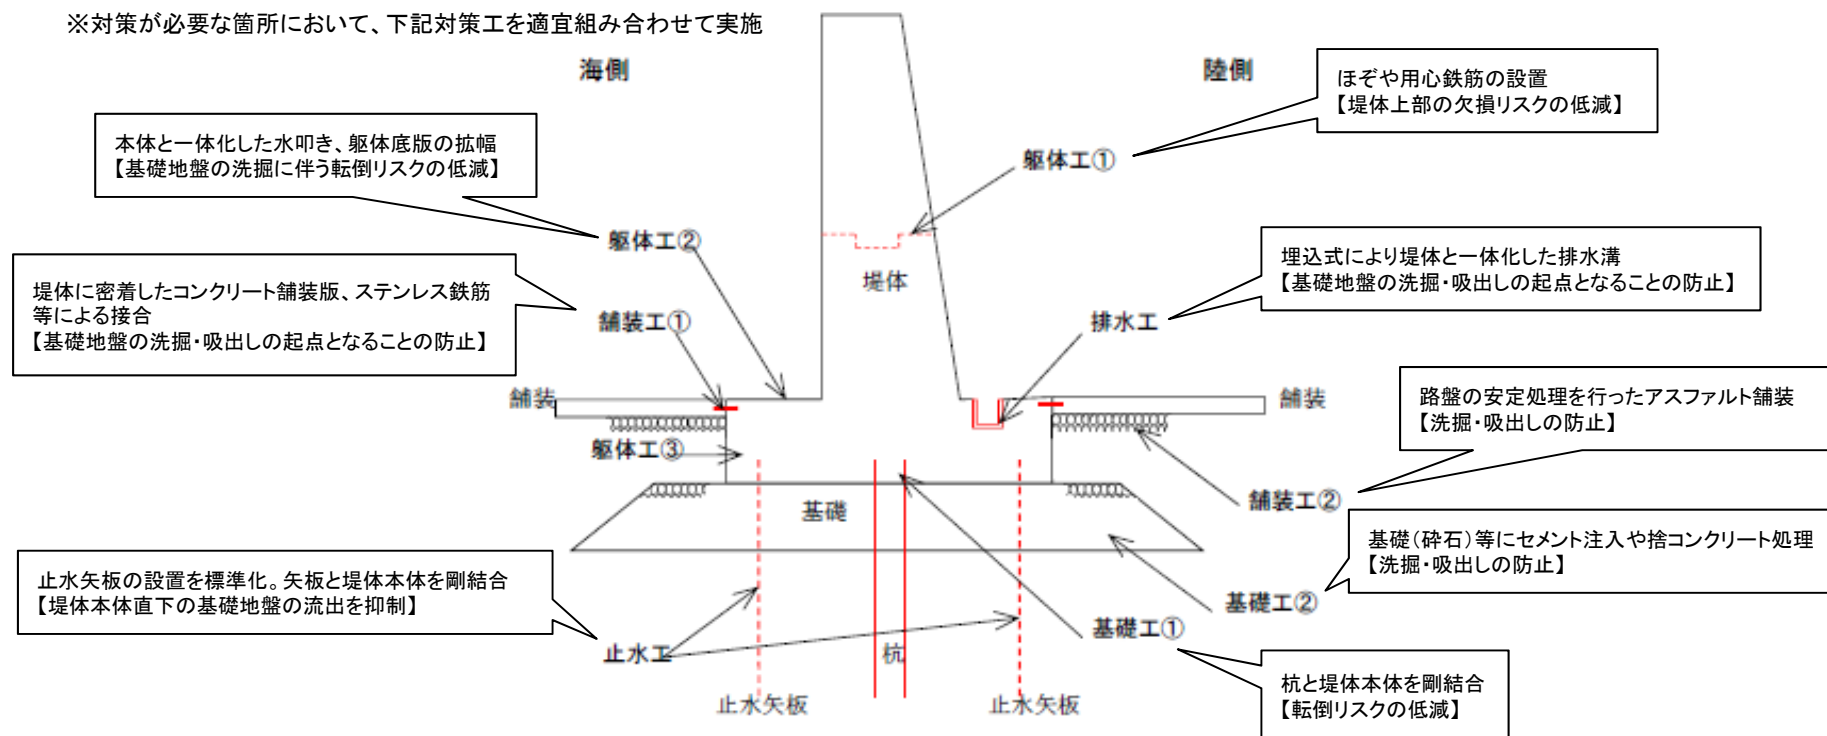 ※対策が必要な箇所において、下記対策工を適宜組み合わせて実施
海側
陸側
ほぞや用心鉄筋の設置
【堤体上部の欠損リスクの低減】
本体と一体化した水叩き、躯体底版の拡幅
【基礎地盤の洗掘に伴う転倒リスクの低減】
躯体工①
躯体工②
堤体
埋込式により堤体と一体化した排水溝
【基礎地盤の洗掘・吸出しの起点となることの防止】
堤体に密着したコンクリート舗装版、ステンレス鉄筋
等による接合
【基礎地盤の洗掘・吸出しの起点となることの防止】
舗装工①
排水工
舗装
舗装
路盤の安定処理を行ったアスファルト舗装
【洗掘・吸出しの防止】
躯体工③
舗装工②
基礎
基礎（砕石）等にセメント注入や捨コンクリート処理
【洗掘・吸出しの防止】
止水矢板の設置を標準化。矢板と堤体本体を剛結合
【堤体本体直下の基礎地盤の流出を抑制】
基礎工②
基礎工①
止水工
杭
杭と堤体本体を剛結合
【転倒リスクの低減】
止水矢板
止水矢板